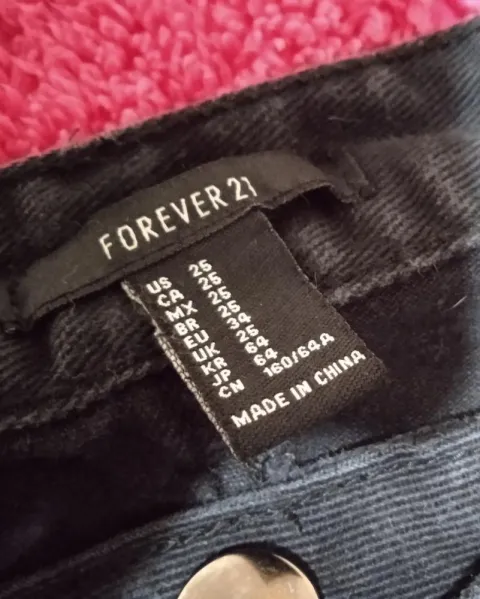 FOREVER 21
US 25
CA 25
MX 25
BR 25
EU 34
UK 25
KR 64
JP 64
CN 160/64A
MADE IN CHINA